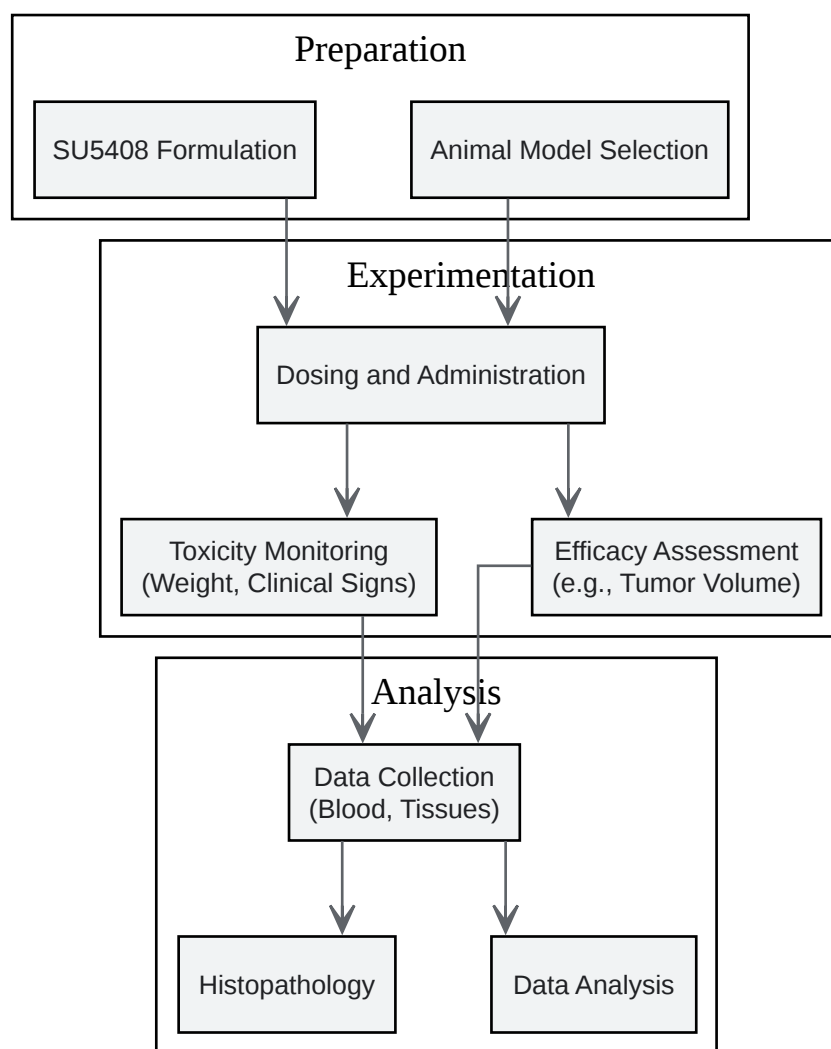 Preparation
SU5408 Formulation
Animal Model Selection
Experimentation
Dosing and Administration
Toxicity Monitoring
(Weight, Clinical Signs)
Efficacy Assessment
(e.g., Tumor Volume)
Analysis
Data Collection
(Blood, Tissues)
Histopathology
Data Analysis